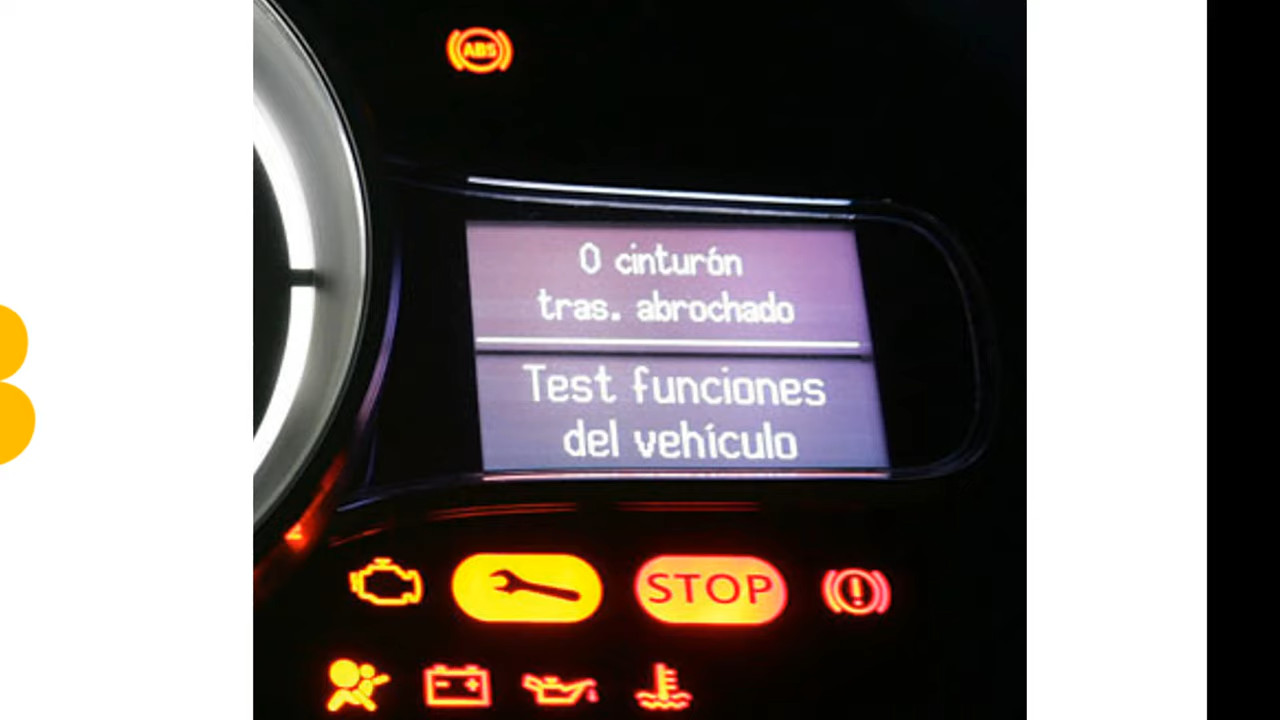 ABS
0 cinturón
tras. abrochado
Test funciones
del vehículo
STOP